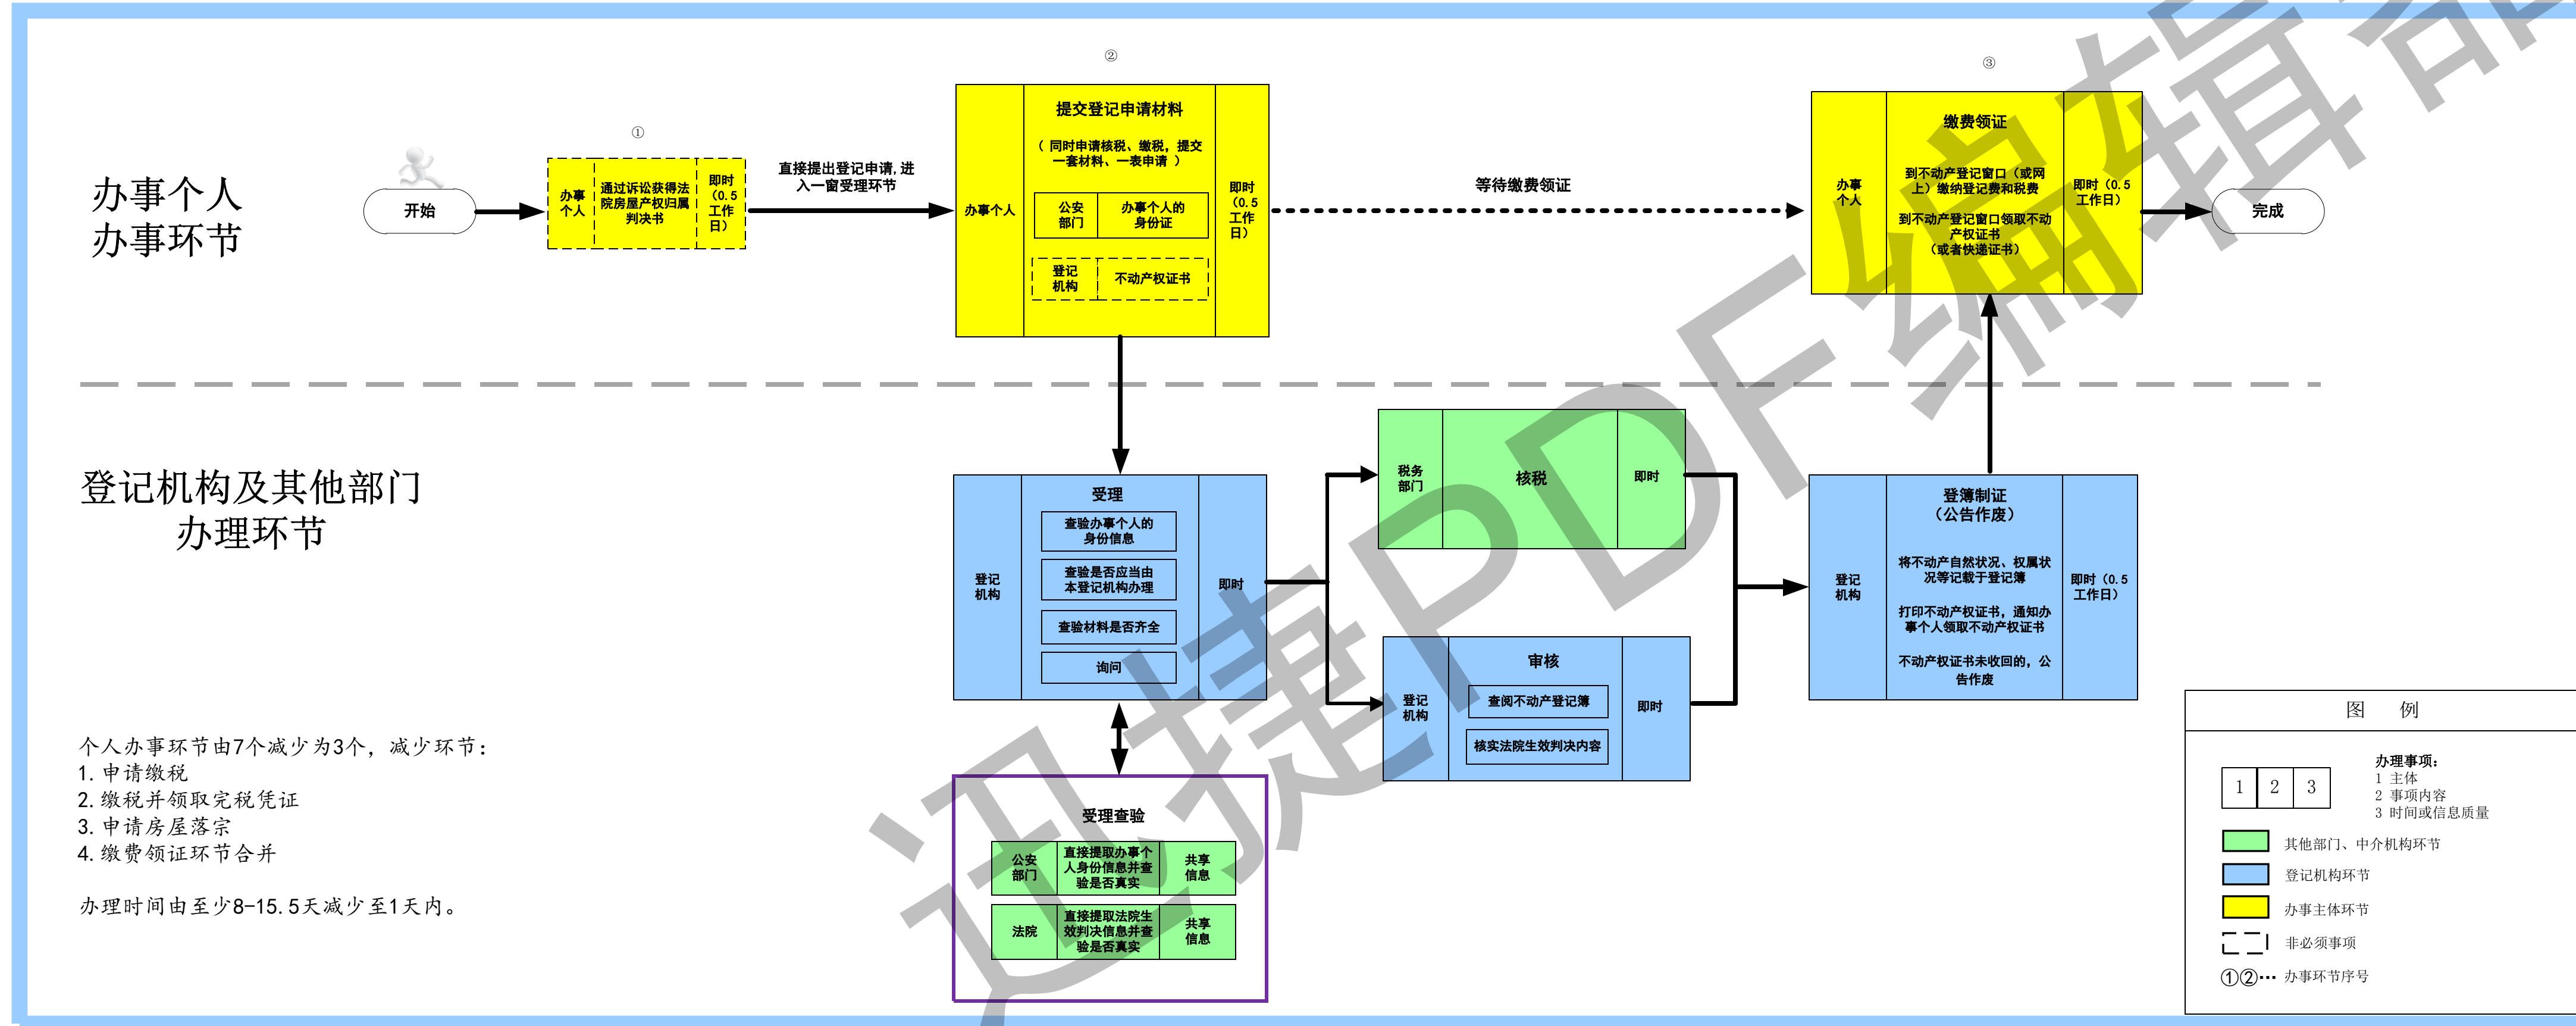 ①
②
③
办事个人
办事环节
开始
办事
个人
通过诉讼获得法
院房屋产权归属
判决书
即时
（0.5
工作
日）
直接提出登记申请,进
入一窗受理环节
办事个人
提交登记申请材料
（ 同时申请核税、缴税，提交
一套材料、一表申请 ）
公安
部门
办事个人的
身份证
登记
机构
不动产权证书
即时
（0.5
工作
日）
等待缴费领证
办事
个人
缴费领证
到不动产登记窗口（或网
上）缴纳登记费和税费
到不动产登记窗口领取不动
产权证书
（或者快递证书）
即时（0.5
工作日）
完成
登记机构及其他部门
办理环节
登记
机构
受理
查验办事个人的
身份信息
查验是否应当由
本登记机构办理
查验材料是否齐全
询问
即时
税务
部门
核税
即时
登记
机构
审核
查阅不动产登记簿
核实法院生效判决内容
即时
登记
机构
登簿制证
（公告作废）
将不动产自然状况、权属状
况等记载于登记簿
打印不动产权证书，通知办
事个人领取不动产权证书
不动产权证书未收回的，公
告作废
即时（0.5
工作日）
受理查验
公安
部门
直接提取办事个
人身份信息并查
验是否真实
共享
信息
法院
直接提取法院生
效判决信息并查
验是否真实
共享
信息
个人办事环节由7个减少为3个，减少环节：
1.申请缴税
2.缴税并领取完税凭证
3.申请房屋落宗
4.缴费领证环节合并
办理时间由至少8-15.5天减少至1天内。
图 例
1 2 3
办理事项:
1 主体
2 事项内容
3 时间或信息质量
其他部门、中介机构环节
登记机构环节
办事主体环节
非必须事项
①②··· 办事环节序号
迅捷PDF编辑器